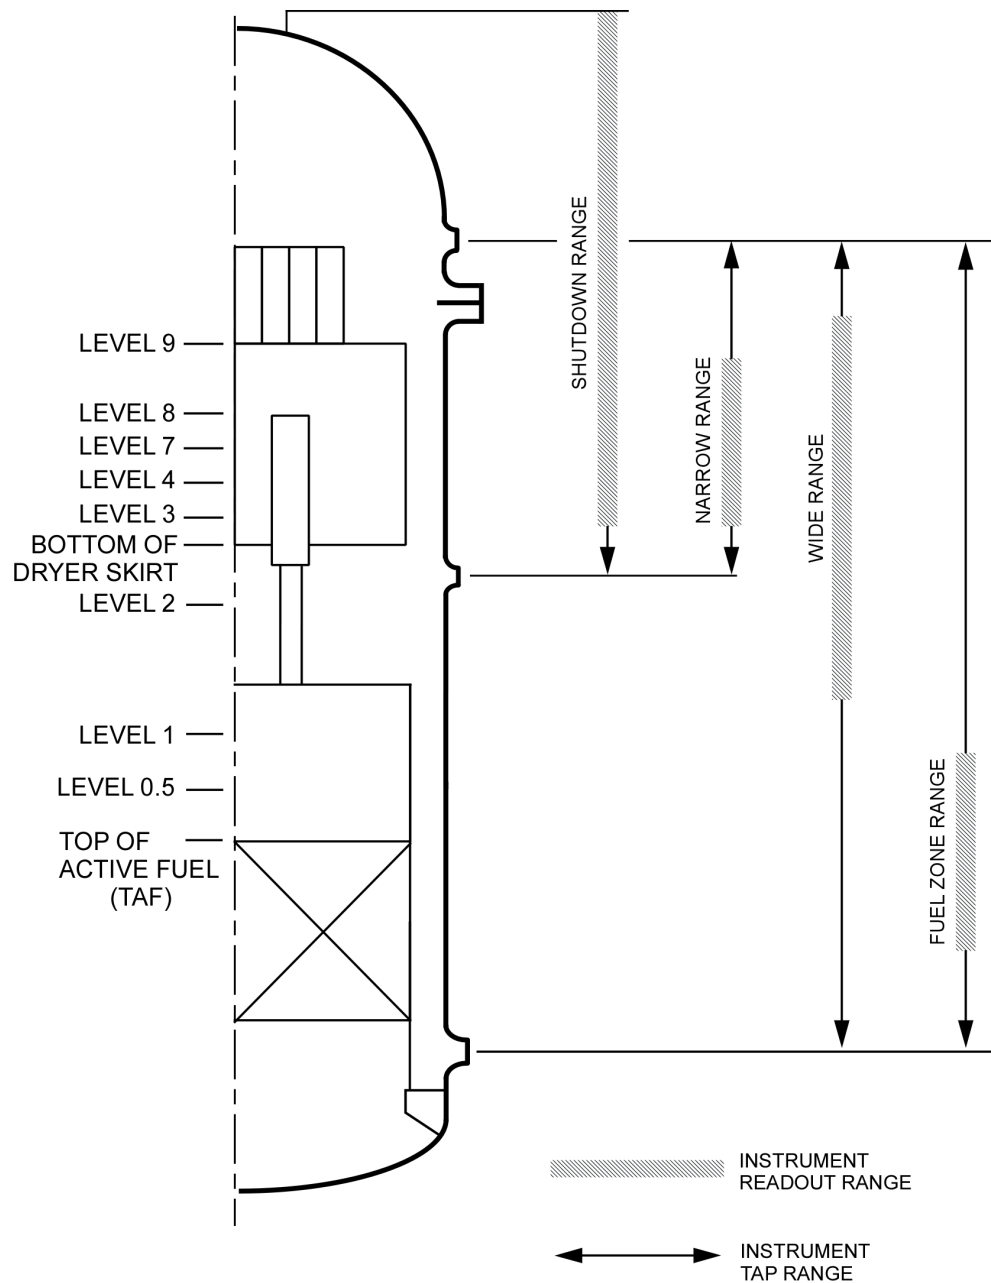 SHUTDOWN RANGE
NARROW RANGE
WIDE RANGE
FUEL ZONE RANGE
LEVEL 9
LEVEL 8
LEVEL 7
LEVEL 4
LEVEL 3
BOTTOM OF
DRYER SKIRT
LEVEL 2
LEVEL 1
LEVEL 0.5
TOP OF
ACTIVE FUEL
(TAF)
INSTRUMENT
READOUT RANGE
INSTRUMENT
TAP RANGE